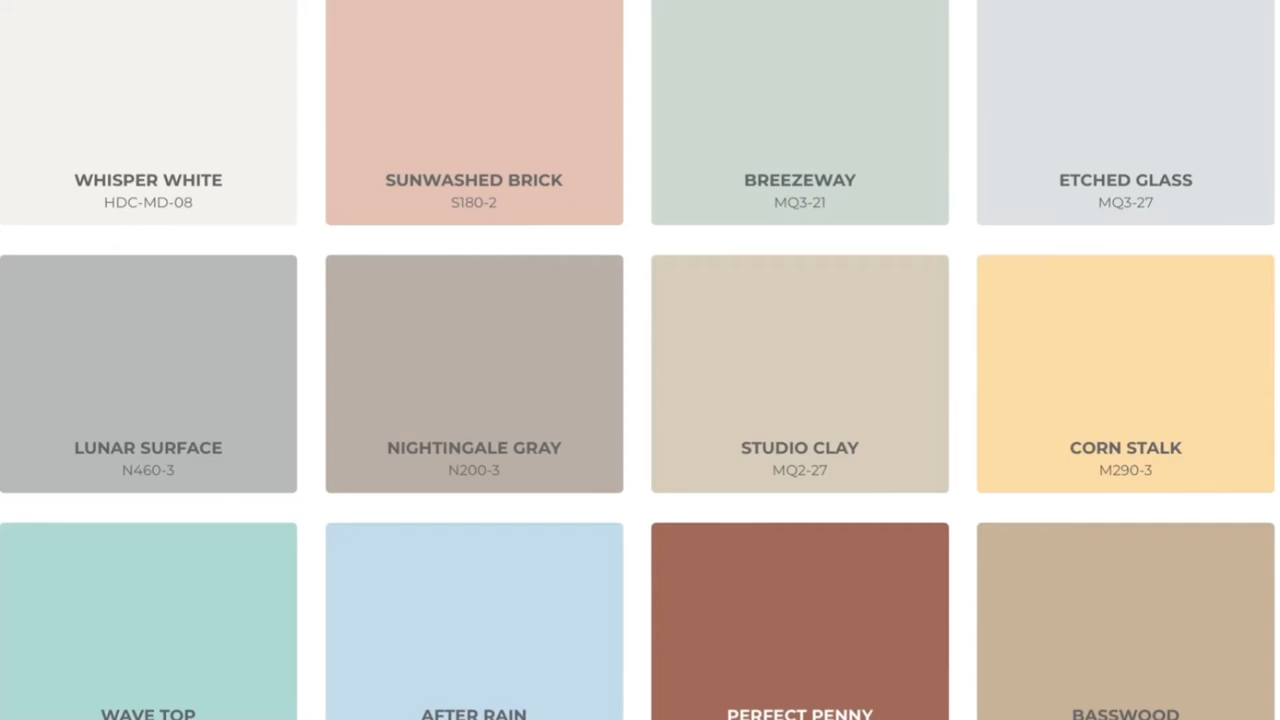 WHISPER WHITE
HDC-MD-08
SUNWASHED BRICK
S180-2
BREEZEWAY
MQ3-21
ETCHED GLASS
MQ3-27
LUNAR SURFACE
N460-3
NIGHTINGALE GRAY
N200-3
STUDIO CLAY
MQ2-27
CORN STALK
M290-3
WAVE TOP
AFTER RAIN
PERFECT PENNY
BASSWOOD